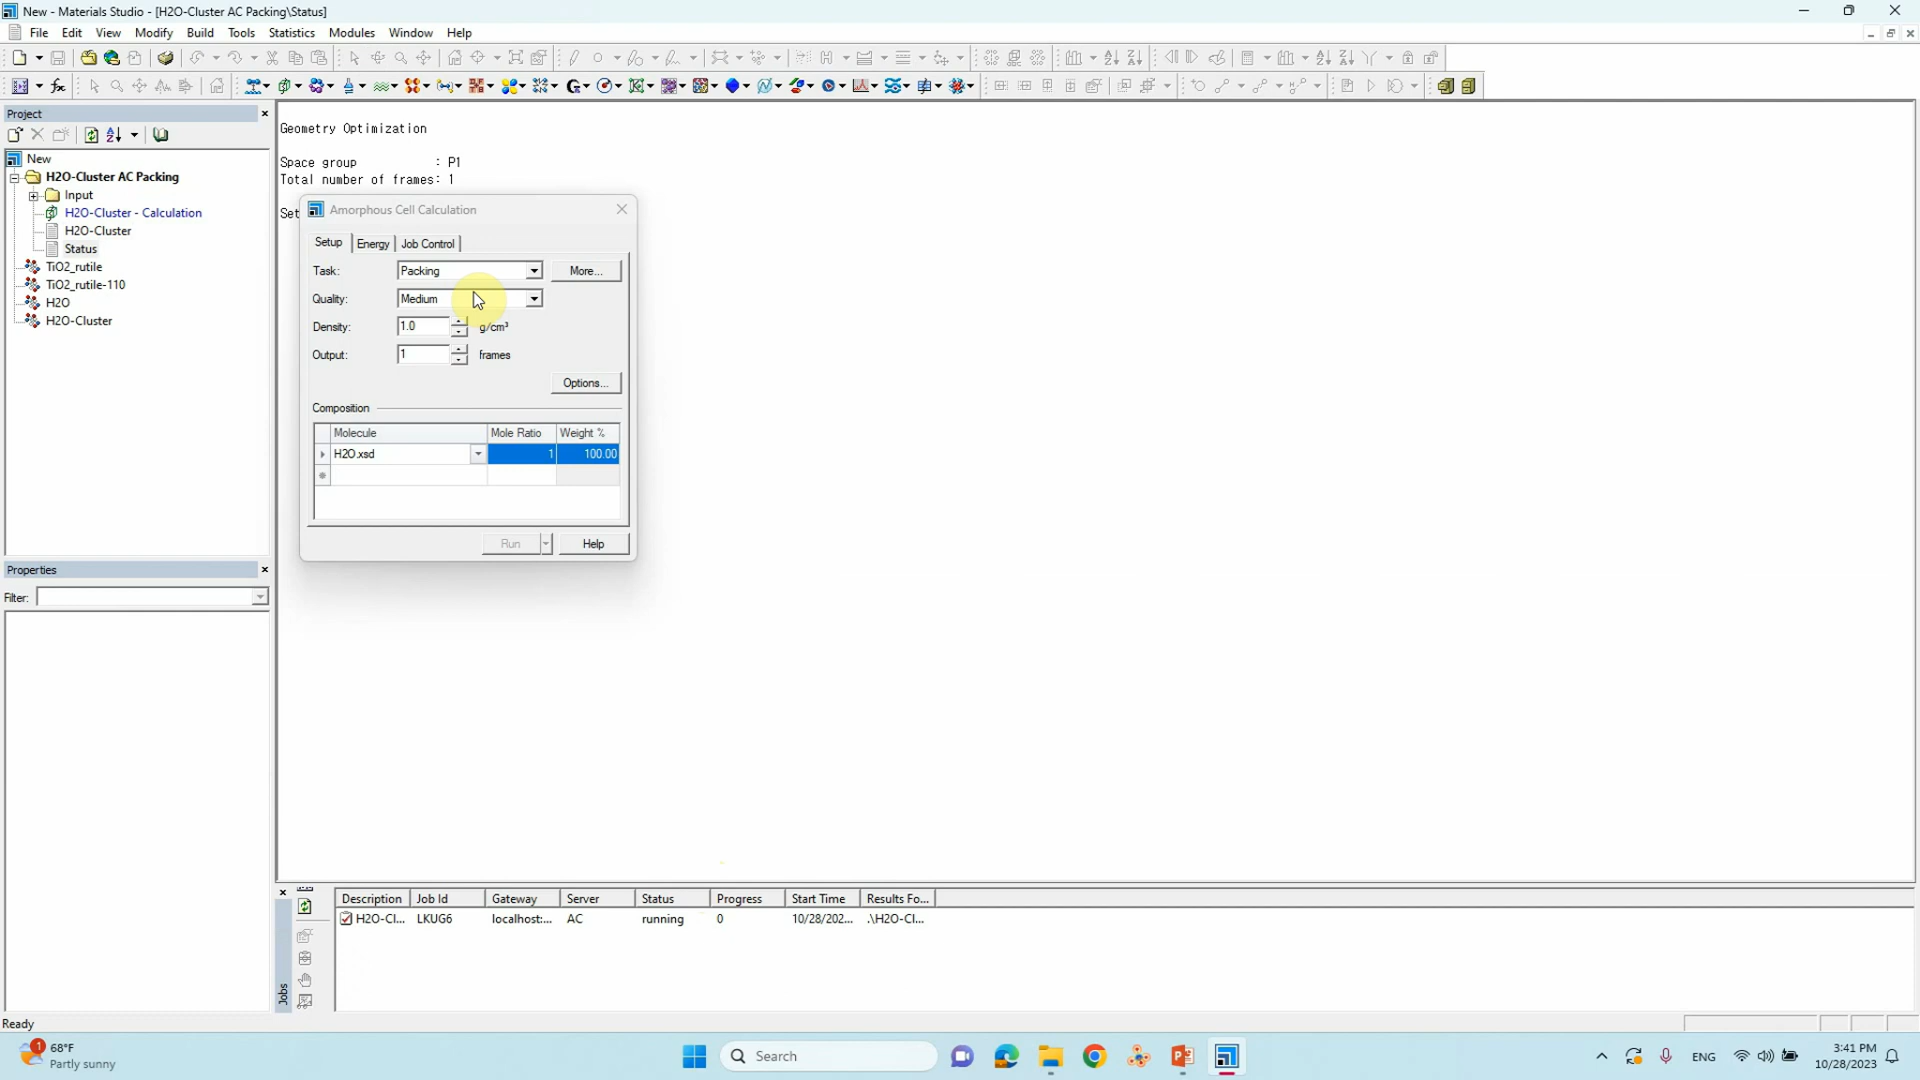 New - Materials Studio - [H2O-Cluster AC Packing\Status]
File Edit View Modify Build Tools Statistics Modules Window Help
Project
New
H2O-Cluster AC Packing
Input
H2O-Cluster - Calculation
H2O-Cluster
Status
TiO2_rutile
TiO2_rutile-110
H2O
H2O-Cluster
Properties
Filter:
Geometry Optimization
Space group : P1
Total number of frames: 1
Set
Amorphous Cell Calculation
Setup Energy Job Control
Task: Packing More...
Quality: Medium
Density: 1.0 g/cm³
Output: 1 frames
Options...
Composition
Molecule Mole Ratio Weight %
H2O.xsd 1 100.00
Run Help
Jobs
Description Job Id Gateway Server Status Progress Start Time Results Fo...
H2O-Cl... LKUG6 localhost:... AC running 0 10/28/202... .\H2O-Cl...
Ready
1
68°F
Partly sunny
Search
ENG
3:41 PM
10/28/2023